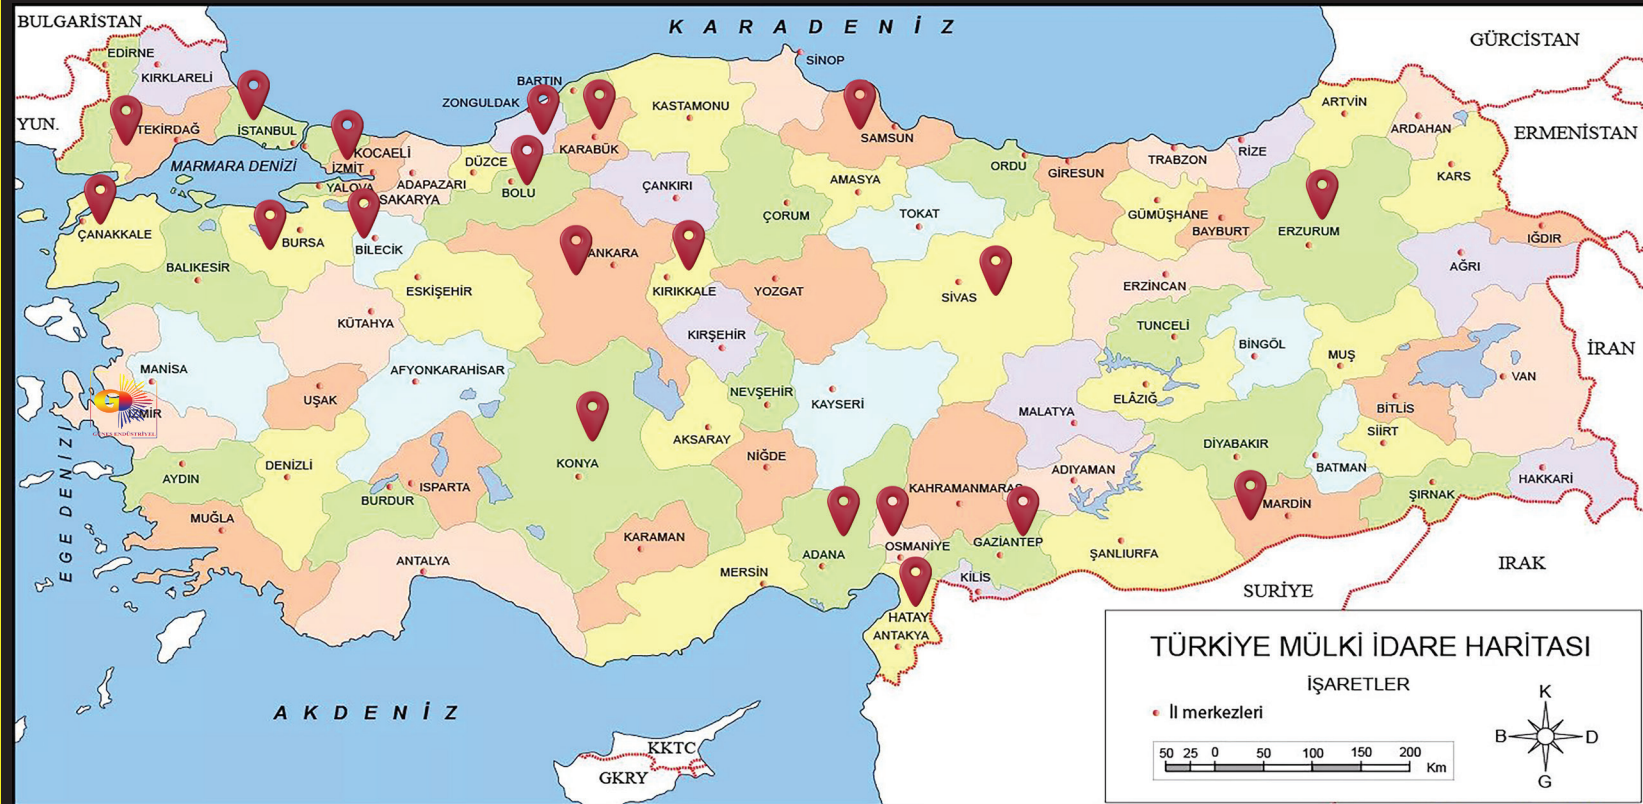 BULGARİSTAN
KARADENİZ
GÜRCİSTAN
EDİRNE
KIRKLARELİ
SİNOP
BARTIN
ZONGULDAK
KASTAMONU
ARTVİN
ARDAHAN
ERMENİSTAN
YUN.
TEKİRDAĞ
İSTANBUL
KOCAELİ
İZMİT
KARABÜK
SAMSUN
RİZE
TRABZON
ORDU
GİRESUN
KARS
MARMARA DENİZİ
YALOVA
ADAPAZARI
SAKARYA
DÜZCE
BOLU
ÇANKIRI
AMASYA
ÇORUM
TOKAT
GÜMÜŞHANE
BAYBURT
ERZURUM
IĞDIR
ÇANAKKALE
BURSA
BİLECİK
ANKARA
BALIKESİR
ESKİŞEHİR
KIRIKKALE
YOZGAT
SİVAS
ERZİNCAN
AĞRI
KÜTAHYA
KIRŞEHİR
TUNCELİ
BİNGÖL
MUŞ
İRAN
MANİSA
AFYONKARAHİSAR
UŞAK
NEVŞEHİR
KAYSERİ
MALATYA
ELÂZIĞ
BİTLİS
VAN
G
İZMİR
GÜNEŞ ENDÜSTRİYEL
EGE DENİZİ
AKSARAY
SİİRT
DİYABAKIR
BATMAN
AYDIN
DENİZLİ
BURDUR
ISPARTA
KONYA
NİĞDE
KAHRAMANMARAŞ
ADIYAMAN
MARDİN
ŞIRNAK
HAKKARİ
MUĞLA
ANTALYA
KARAMAN
MERSİN
ADANA
OSMANİYE
GAZİANTEP
ŞANLIURFA
KİLİS
HATAY
ANTAKYA
SURİYE
IRAK
AKDENİZ
KKTC
GKRY
TÜRKİYE MÜLKİ İDARE HARİTASI
İŞARETLER
İl merkezleri
50 25 0 50 100 150 200
Km
K
B D
G